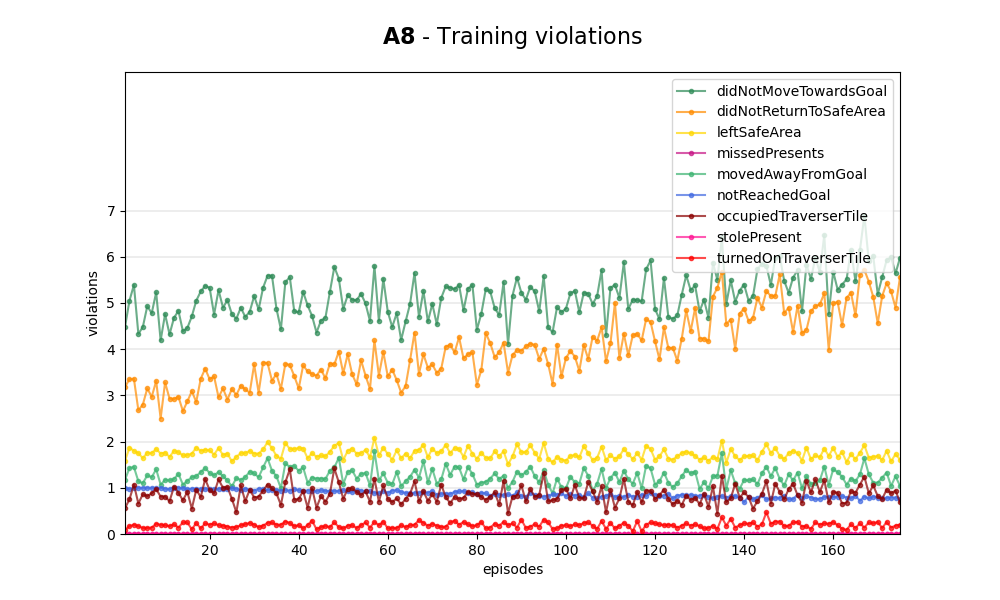 A8 - Training violations
didNotMoveTowardsGoal
didNotReturnToSafeArea
leftSafeArea
missedPresents
movedAwayFromGoal
notReachedGoal
occupiedTraverserTile
stolePresent
turnedOnTraverserTile
violations
7
6
5
4
3
2
1
0
20 40 60 80 100 120 140 160
episodes